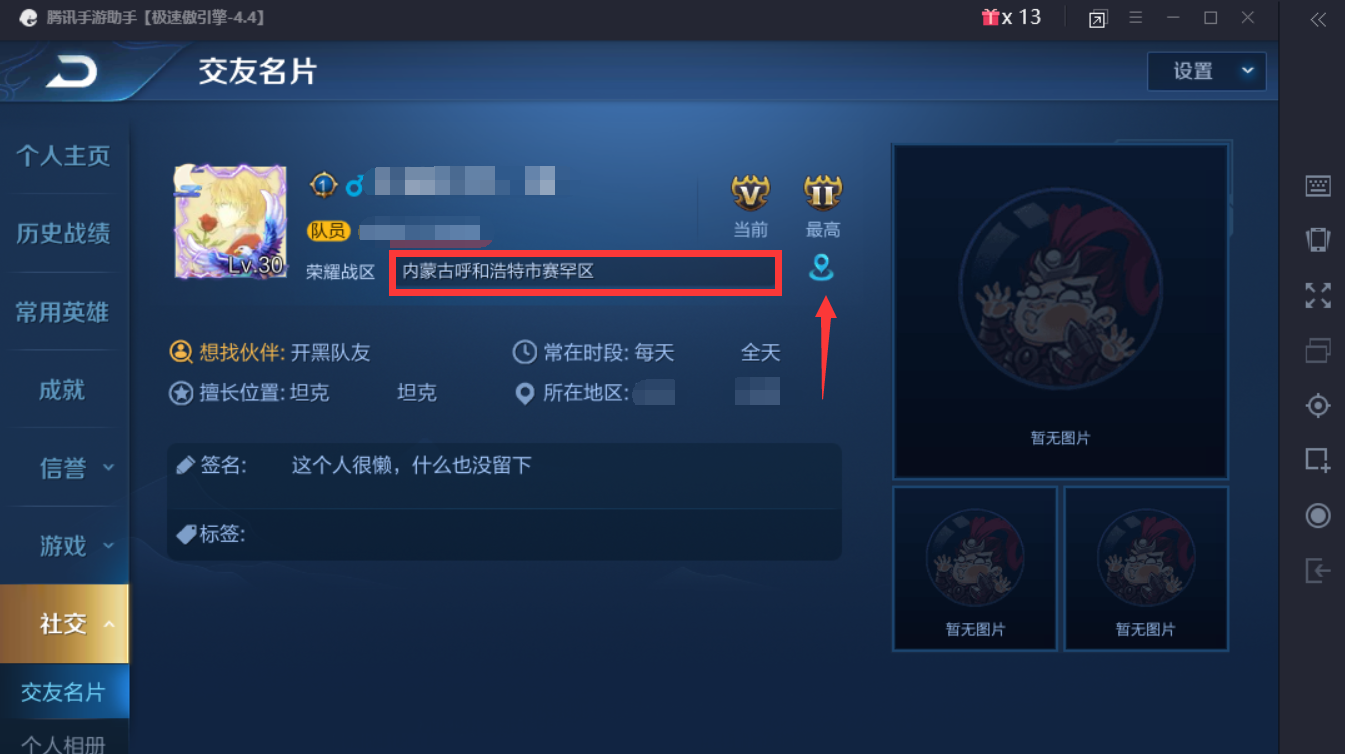 腾讯手游助手【极速傲引擎-4.4】
x 13
交友名片
设置
个人主页
历史战绩
常用英雄
成就
信誉
游戏
社交
交友名片
个人相册
Lv.30
1
队员
荣耀战区
内蒙古呼和浩特市赛罕区
V
当前
II
最高
想找伙伴: 开黑队友
常在时段: 每天 全天
擅长位置: 坦克 坦克
所在地区:
签名: 这个人很懒，什么也没留下
标签:
暂无图片
暂无图片
暂无图片